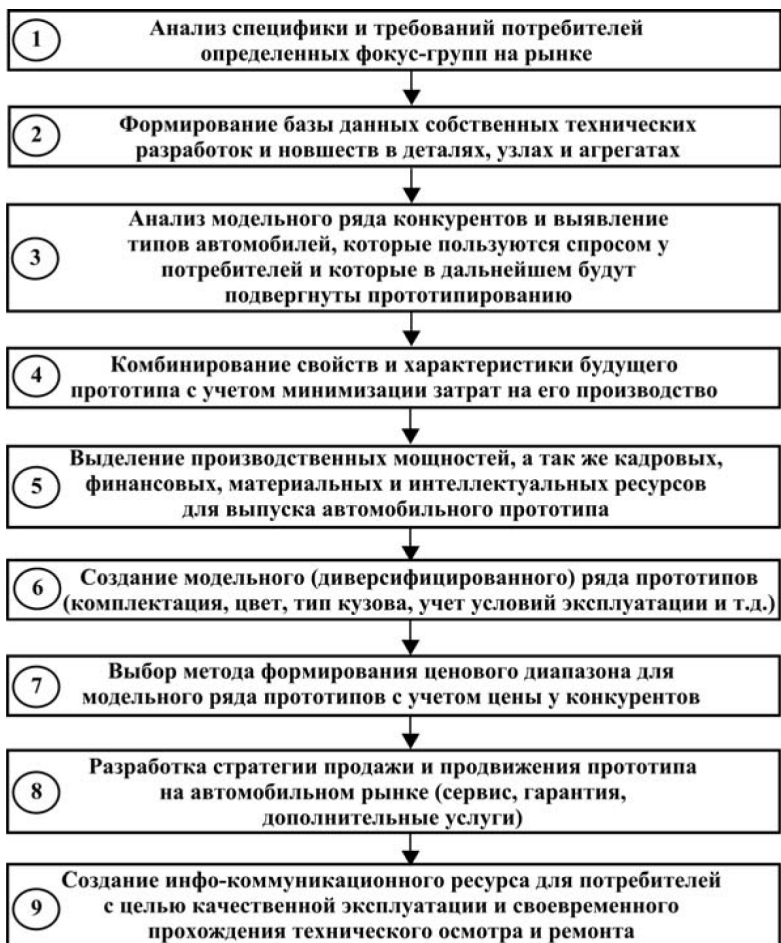 1
Анализ специфики и требований потребителей
определенных фокус-групп на рынке
2
Формирование базы данных собственных технических
разработок и новшеств в деталях, узлах и агрегатах
3
Анализ модельного ряда конкурентов и выявление
типов автомобилей, которые пользуются спросом у
потребителей и которые в дальнейшем будут
подвергнуты прототипированию
4
Комбинирование свойств и характеристики будущего
прототипа с учетом минимизации затрат на его производство
5
Выделение производственных мощностей, а так же кадровых,
финансовых, материальных и интеллектуальных ресурсов
для выпуска автомобильного прототипа
6
Создание модельного (диверсифицированного) ряда прототипов
(комплектация, цвет, тип кузова, учет условий эксплуатации и т.д.)
7
Выбор метода формирования ценового диапазона для
модельного ряда прототипов с учетом цены у конкурентов
8
Разработка стратегии продажи и продвижения прототипа
на автомобильном рынке (сервис, гарантия,
дополнительные услуги)
9
Создание инфо-коммуникационного ресурса для потребителей
с целью качественной эксплуатации и своевременного
прохождения технического осмотра и ремонта